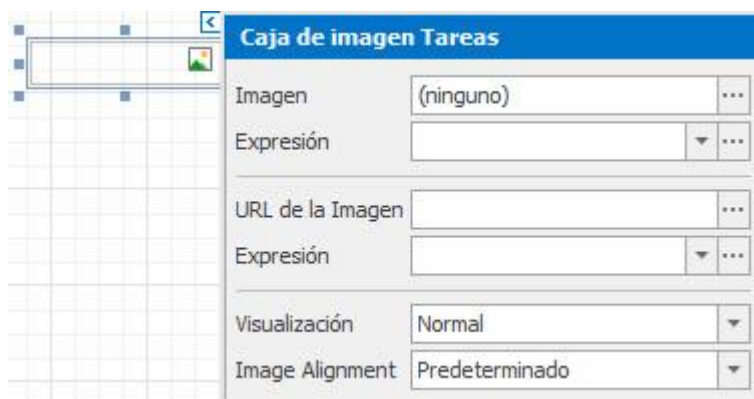 Caja de imagen Tareas
Imagen (ninguno)
Expresión
URL de la Imagen
Expresión
Visualización Normal
Image Alignment Predeterminado